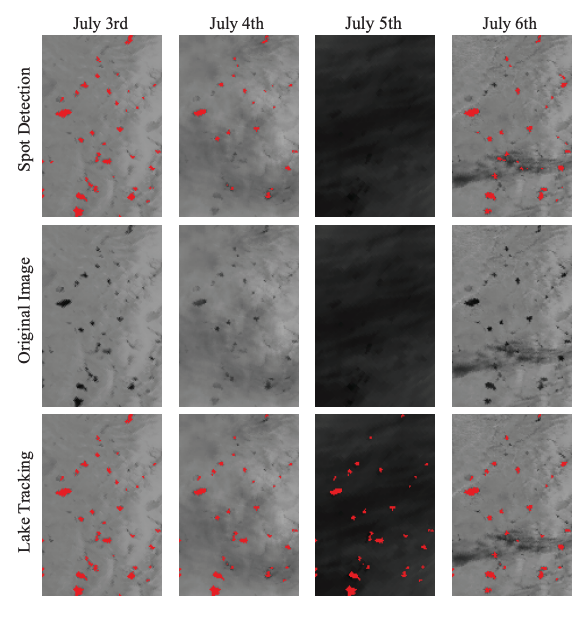 July 3rd
July 4th
July 5th
July 6th
Spot Detection
Original Image
Lake Tracking